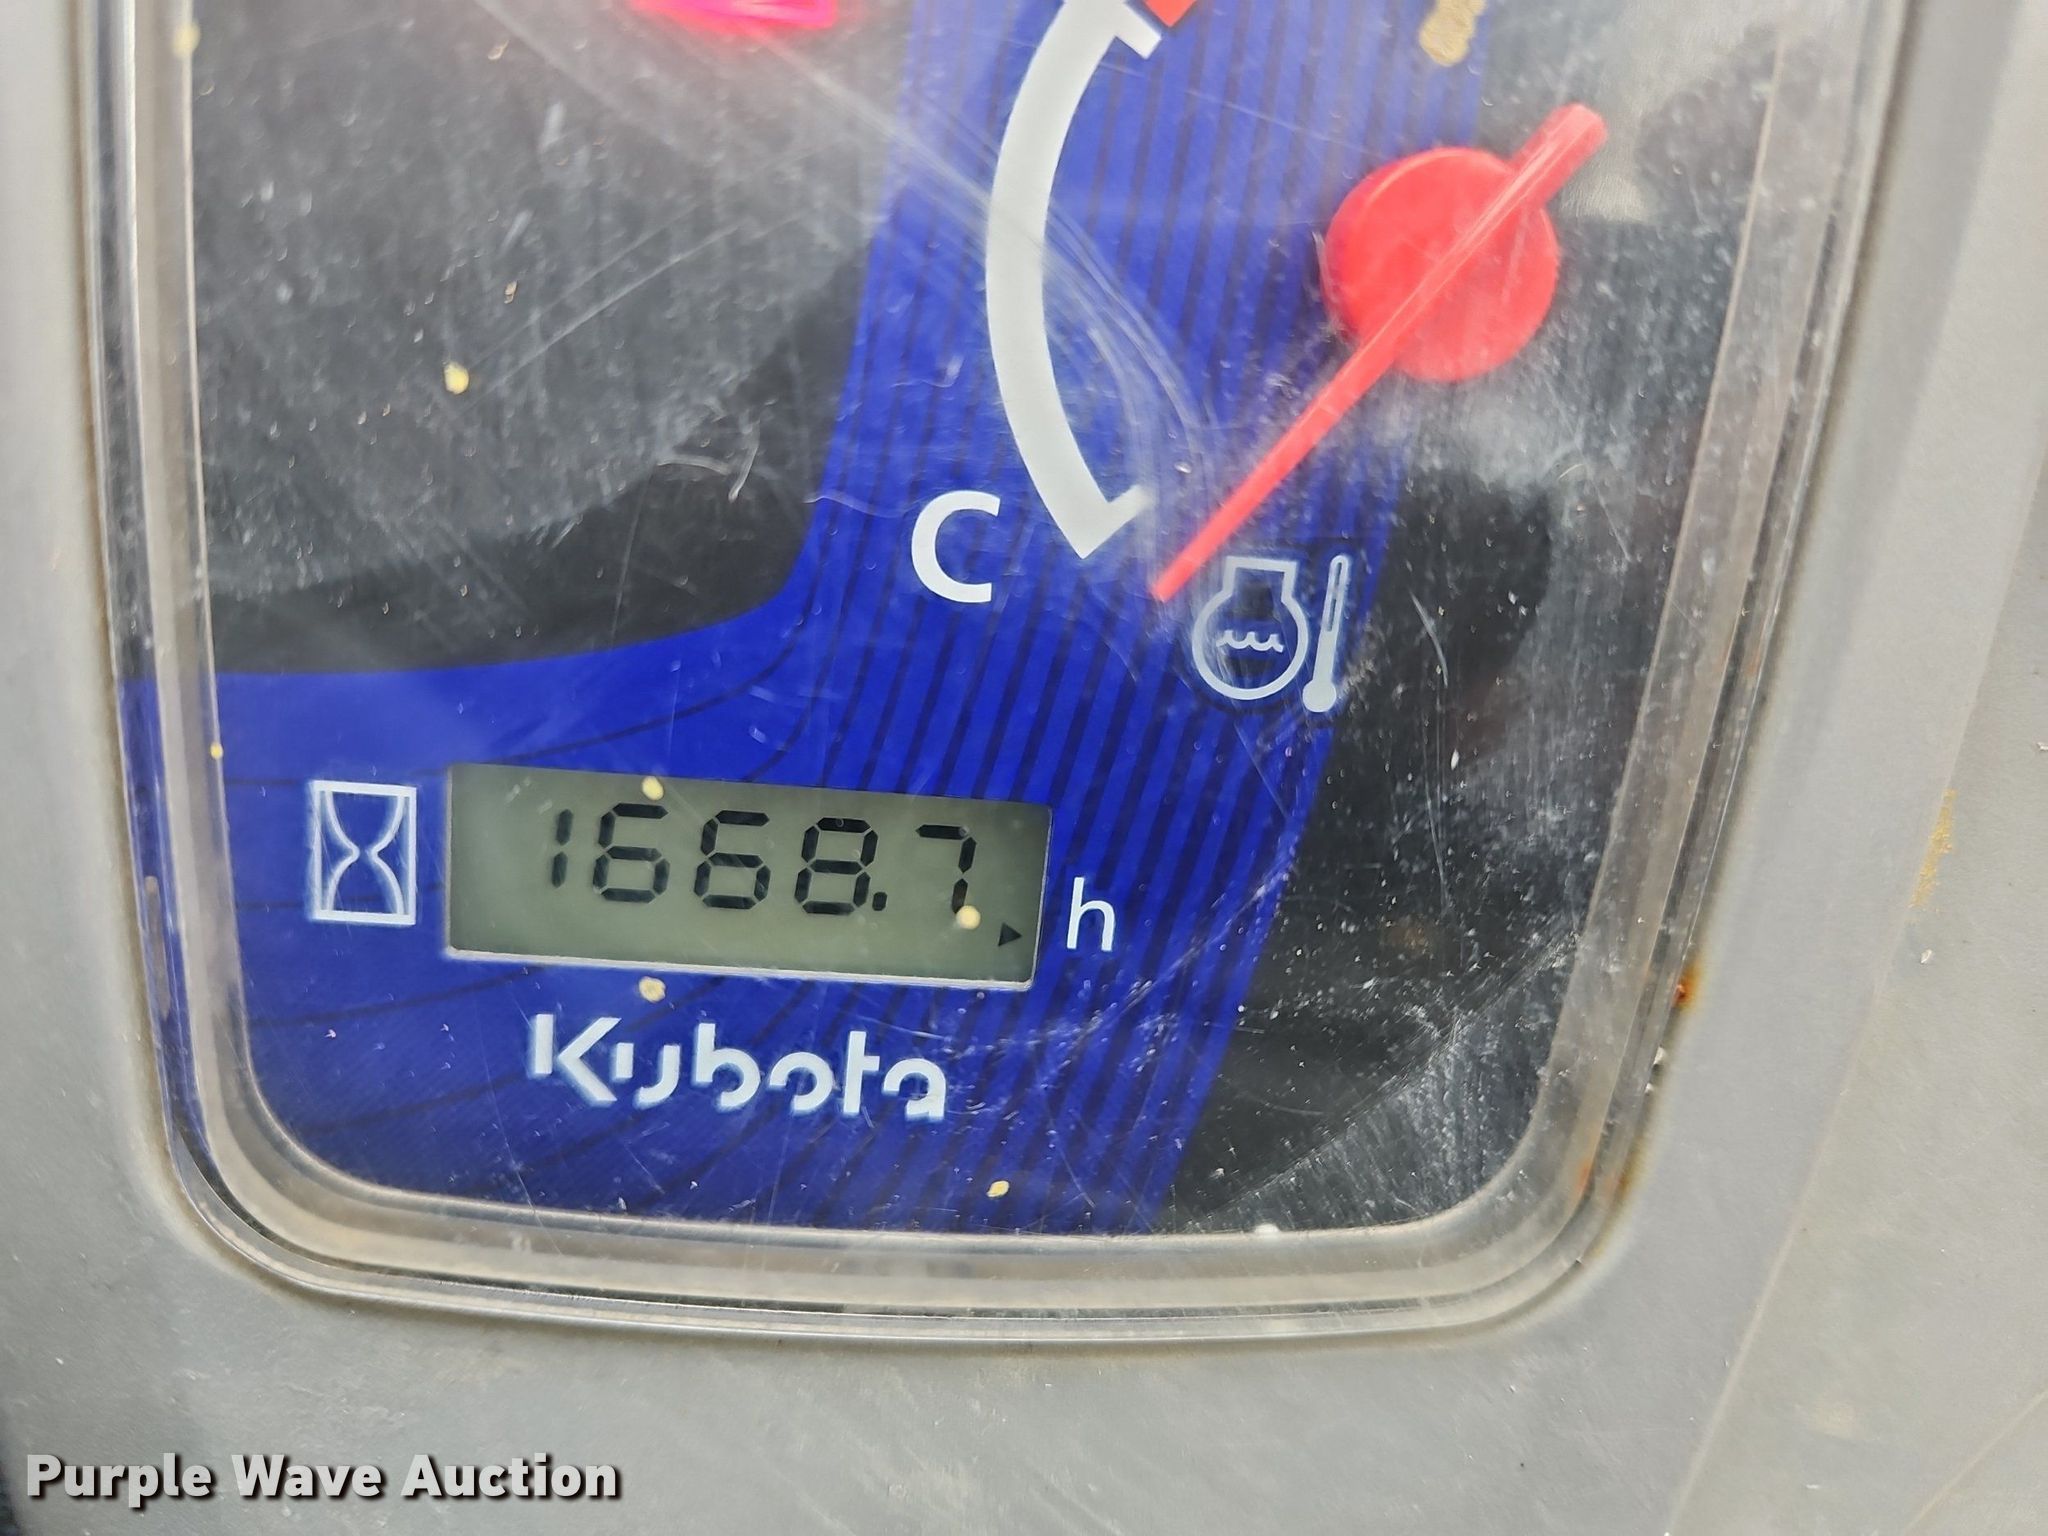 C
1668.7 h
Kubota
Purple Wave Auction